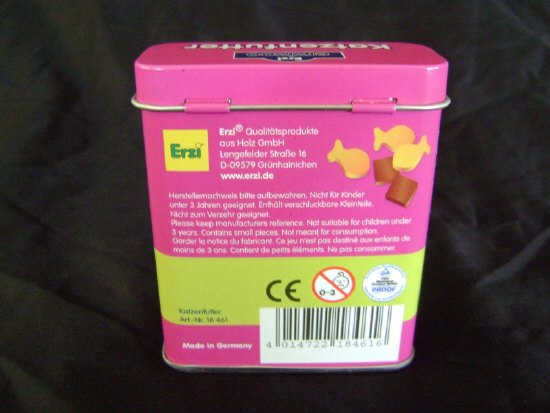 Katzenfutter
Erzi
Erzi® Qualitätsprodukte
aus Holz GmbH
Lengefelder Straße 16
D-09579 Grünhainichen
www.erzi.de
Erzi
Herstellernachweis bitte aufbewahren. Nicht für Kinder
unter 3 Jahren geeignet. Enthält verschluckbare Kleinteile.
Nicht zum Verzehr geeignet.
Please keep manufacturers reference. Not suitable for children under
3 years. Contains small pieces. Not meant for consumption.
Garder la notice du fabricant. Ce jeu n'est pas destiné aux enfants de
moins de 3 ans. Contient de petits éléments. Ne pas consommer.
CE
0-3
PROOF
Katzenfutter
Art.-Nr. 18 461
Made in Germany
4 014722 184616